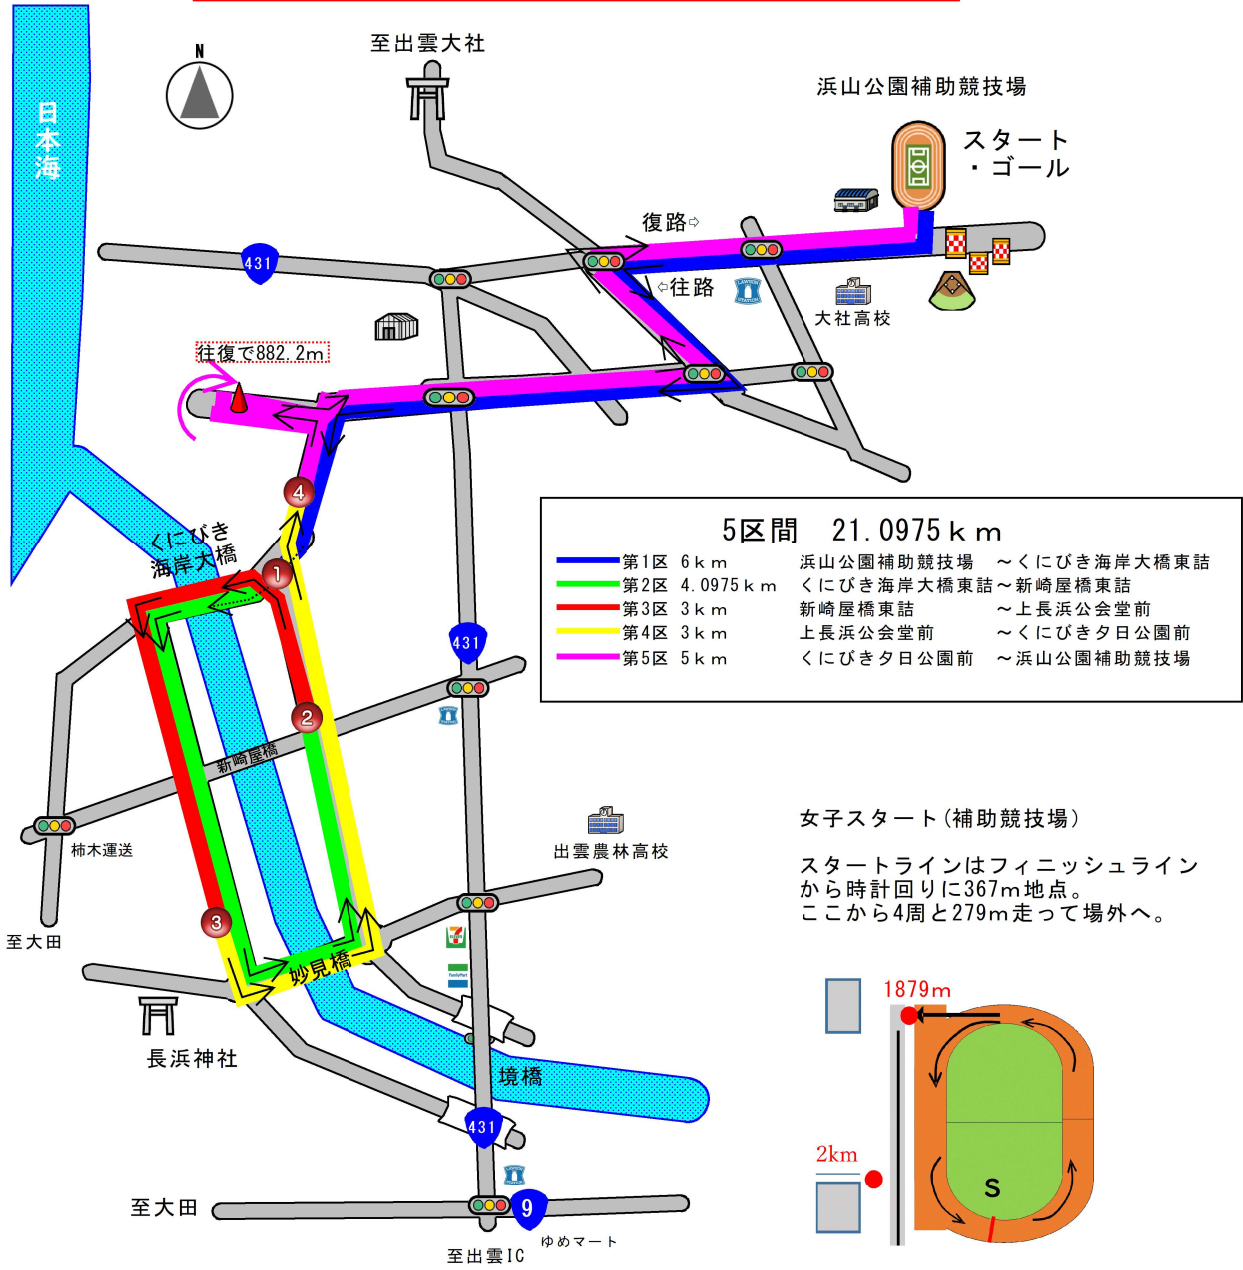 N
至出雲大社
浜山公園補助競技場
スタート
・ゴール
日本海
復路⇨
431
⇦往路
LAWSON
STATION
大社高校
往復で882.2m
4
くにびき
海岸大橋
1
5区間 21.0975km
第1区 6km 浜山公園補助競技場 ～くにびき海岸大橋東詰
第2区 4.0975km くにびき海岸大橋東詰～新崎屋橋東詰
第3区 3km 新崎屋橋東詰 ～上長浜公会堂前
第4区 3km 上長浜公会堂前 ～くにびき夕日公園前
第5区 5km くにびき夕日公園前 ～浜山公園補助競技場
431
2
新崎屋橋
柿木運送
出雲農林高校
女子スタート(補助競技場)
スタートラインはフィニッシュライン
から時計回りに367m地点。
ここから4周と279m走って場外へ。
3
至大田
7
FamilyMart
妙見橋
長浜神社
境橋
431
1879m
2km
S
至大田
9
ゆめマート
至出雲IC